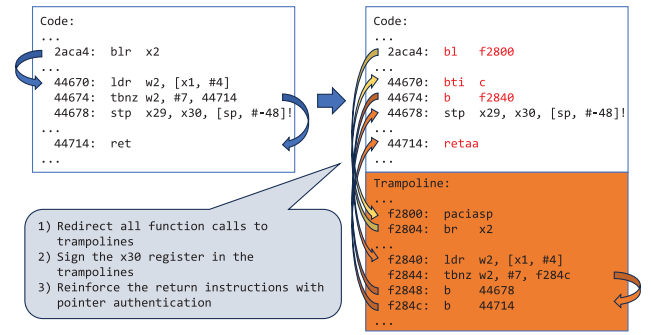 Code:
...
2aca4: blr x2
...
44670: ldr w2, [x1, #4]
44674: tbnz w2, #7, 44714
44678: stp x29, x30, [sp, #-48]!
...
44714: ret
...
Code:
...
2aca4: bl f2800
...
44670: bti c
44674: b f2840
44678: stp x29, x30, [sp, #-48]!
...
44714: retaa
...
Trampoline:
...
f2800: paciasp
f2804: br x2
...
f2840: ldr w2, [x1, #4]
f2844: tbnz w2, #7, f284c
f2848: b 44678
f284c: b 44714
...
1) Redirect all function calls to
trampolines
2) Sign the x30 register in the
trampolines
3) Reinforce the return instructions with
pointer authentication